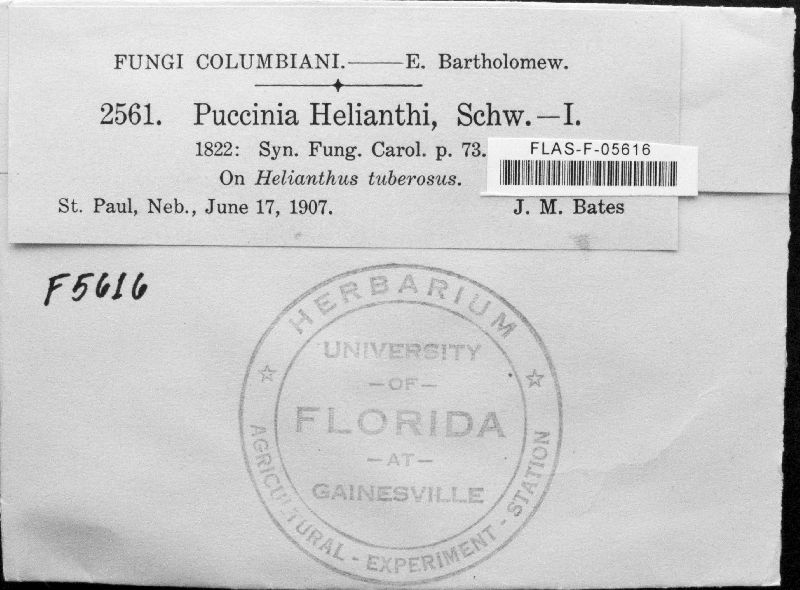 FUNGI COLUMBIANI.——E. Bartholomew.
2561. Puccinia Helianthi, Schw.—I.
1822: Syn. Fung. Carol. p. 73.
On Helianthus tuberosus.
St. Paul, Neb., June 17, 1907. J. M. Bates
FLAS-F-05616
F5616
HERBARIUM
UNIVERSITY
—OF—
FLORIDA
—AT—
GAINESVILLE
AGRICULTURAL - EXPERIMENT - STATION